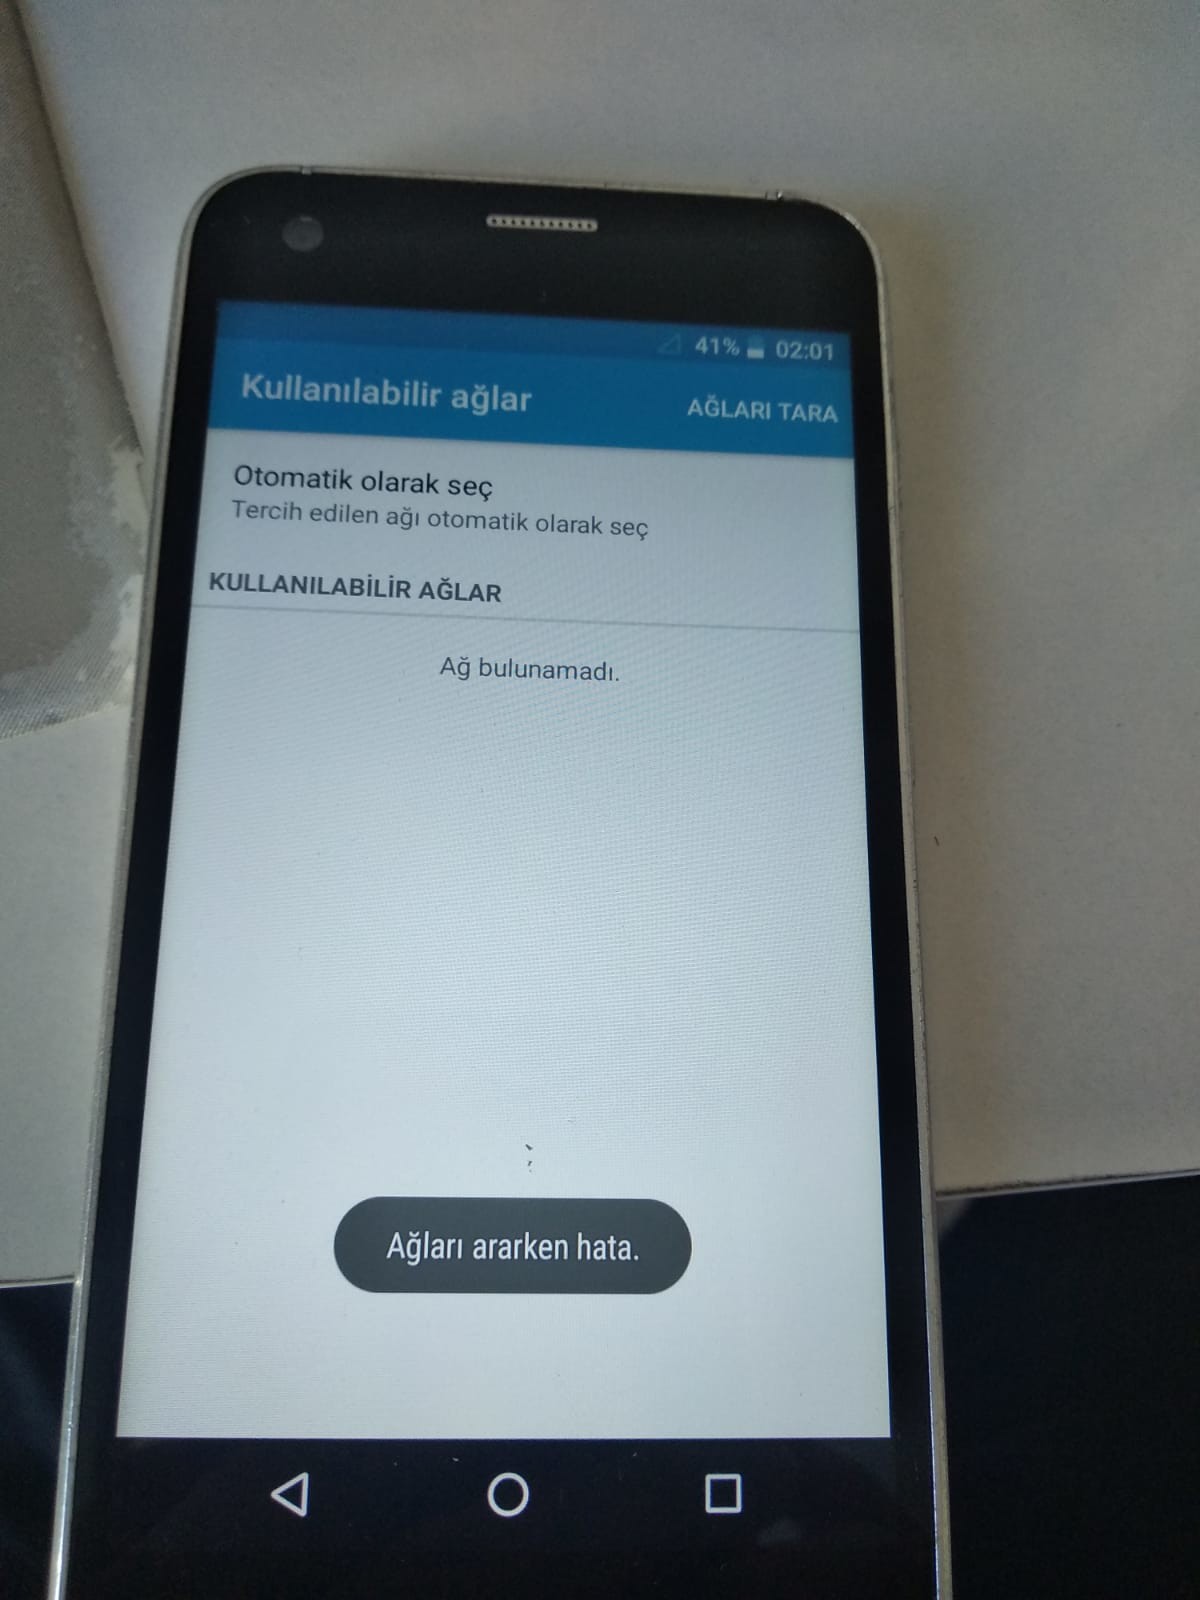 41% 02:01
Kullanılabilir ağlar AĞLARI TARA
Otomatik olarak seç
Tercih edilen ağı otomatik olarak seç
KULLANILABİLİR AĞLAR
Ağ bulunamadı.
Ağları ararken hata.